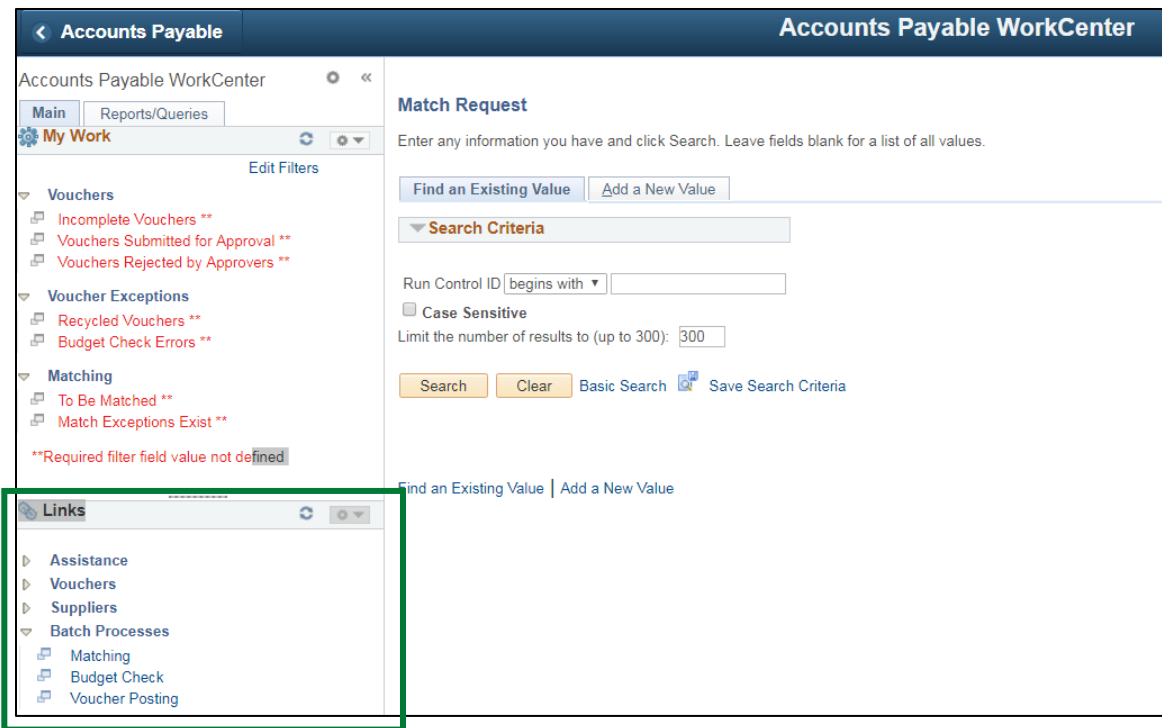 Accounts Payable
Accounts Payable WorkCenter
Accounts Payable WorkCenter
Main
Reports/Queries
My Work
Edit Filters
Vouchers
Incomplete Vouchers **
Vouchers Submitted for Approval **
Vouchers Rejected by Approvers **
Voucher Exceptions
Recycled Vouchers **
Budget Check Errors **
Matching
To Be Matched **
Match Exceptions Exist **
**Required filter field value not defined
Links
Assistance
Vouchers
Suppliers
Batch Processes
Matching
Budget Check
Voucher Posting
Match Request
Enter any information you have and click Search. Leave fields blank for a list of all values.
Find an Existing Value
Add a New Value
Search Criteria
Run Control ID begins with
Case Sensitive
Limit the number of results to (up to 300): 300
Search Clear Basic Search Save Search Criteria
Find an Existing Value | Add a New Value